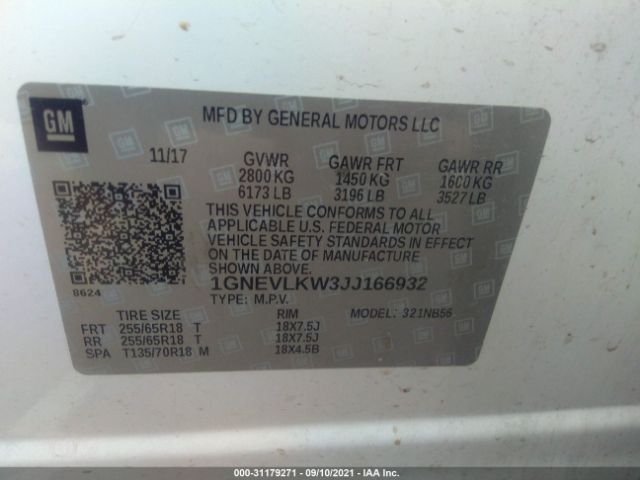 GM
MFD BY GENERAL MOTORS LLC
11/17 GVWR GAWR FRT GAWR RR
2800 KG 1450 KG 1600 KG
6173 LB 3196 LB 3527 LB
THIS VEHICLE CONFORMS TO ALL
APPLICABLE U.S. FEDERAL MOTOR
VEHICLE SAFETY STANDARDS IN EFFECT
ON THE DATE OF MANUFACTURE
SHOWN ABOVE.
8624
1GNEVLKW3JJ166932
TYPE: M.P.V. MODEL: 321NB56
TIRE SIZE RIM
FRT 255/65R18 T 18X7.5J
RR 255/65R18 T 18X7.5J
SPA T135/70R18 M 18X4.5B
000-31179271 - 09/10/2021 - IAA Inc.